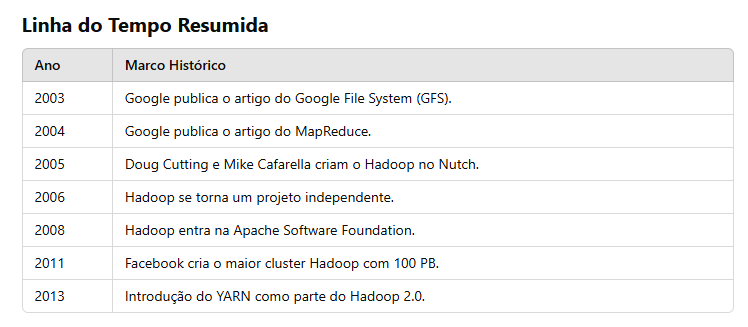 Linha do Tempo Resumida
Ano Marco Histórico
2003 Google publica o artigo do Google File System (GFS).
2004 Google publica o artigo do MapReduce.
2005 Doug Cutting e Mike Cafarella criam o Hadoop no Nutch.
2006 Hadoop se torna um projeto independente.
2008 Hadoop entra na Apache Software Foundation.
2011 Facebook cria o maior cluster Hadoop com 100 PB.
2013 Introdução do YARN como parte do Hadoop 2.0.